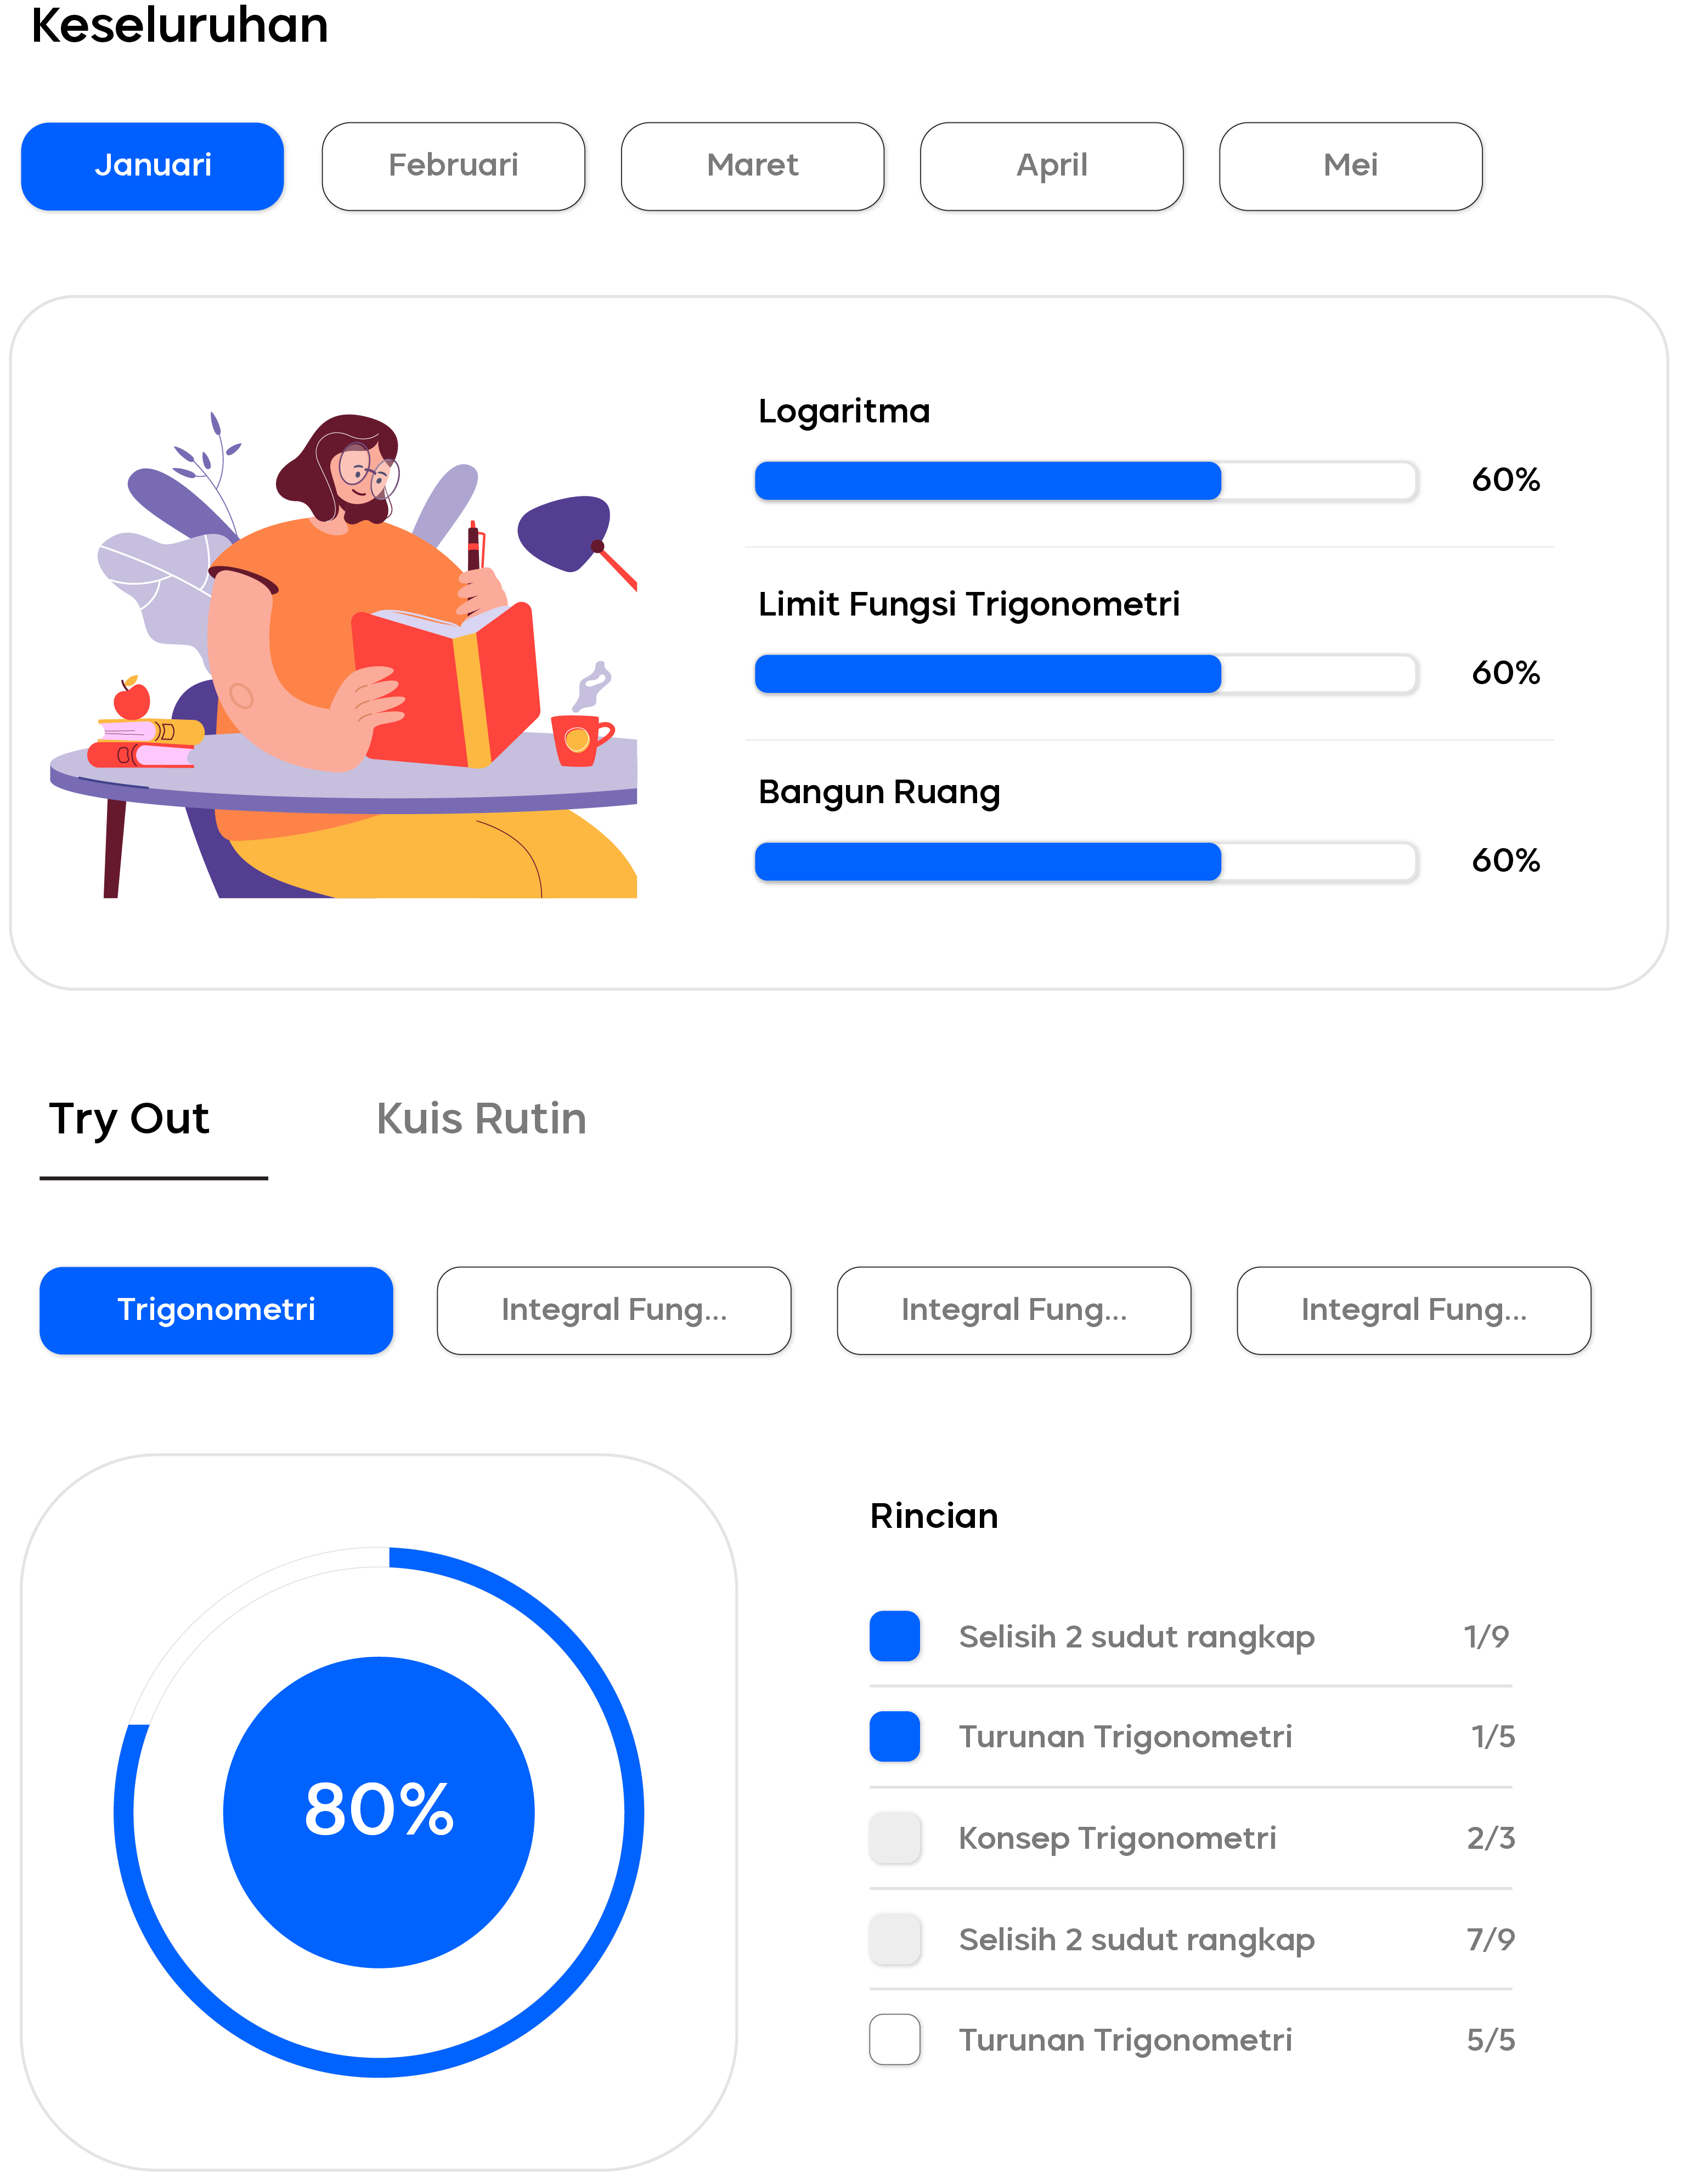 Keseluruhan
Januari
Februari
Maret
April
Mei
Logaritma
60%
Limit Fungsi Trigonometri
60%
Bangun Ruang
60%
Try Out
Kuis Rutin
Trigonometri
Integral Fung...
Integral Fung...
Integral Fung...
80%
Rincian
Selisih 2 sudut rangkap 1/9
Turunan Trigonometri 1/5
Konsep Trigonometri 2/3
Selisih 2 sudut rangkap 7/9
Turunan Trigonometri 5/5